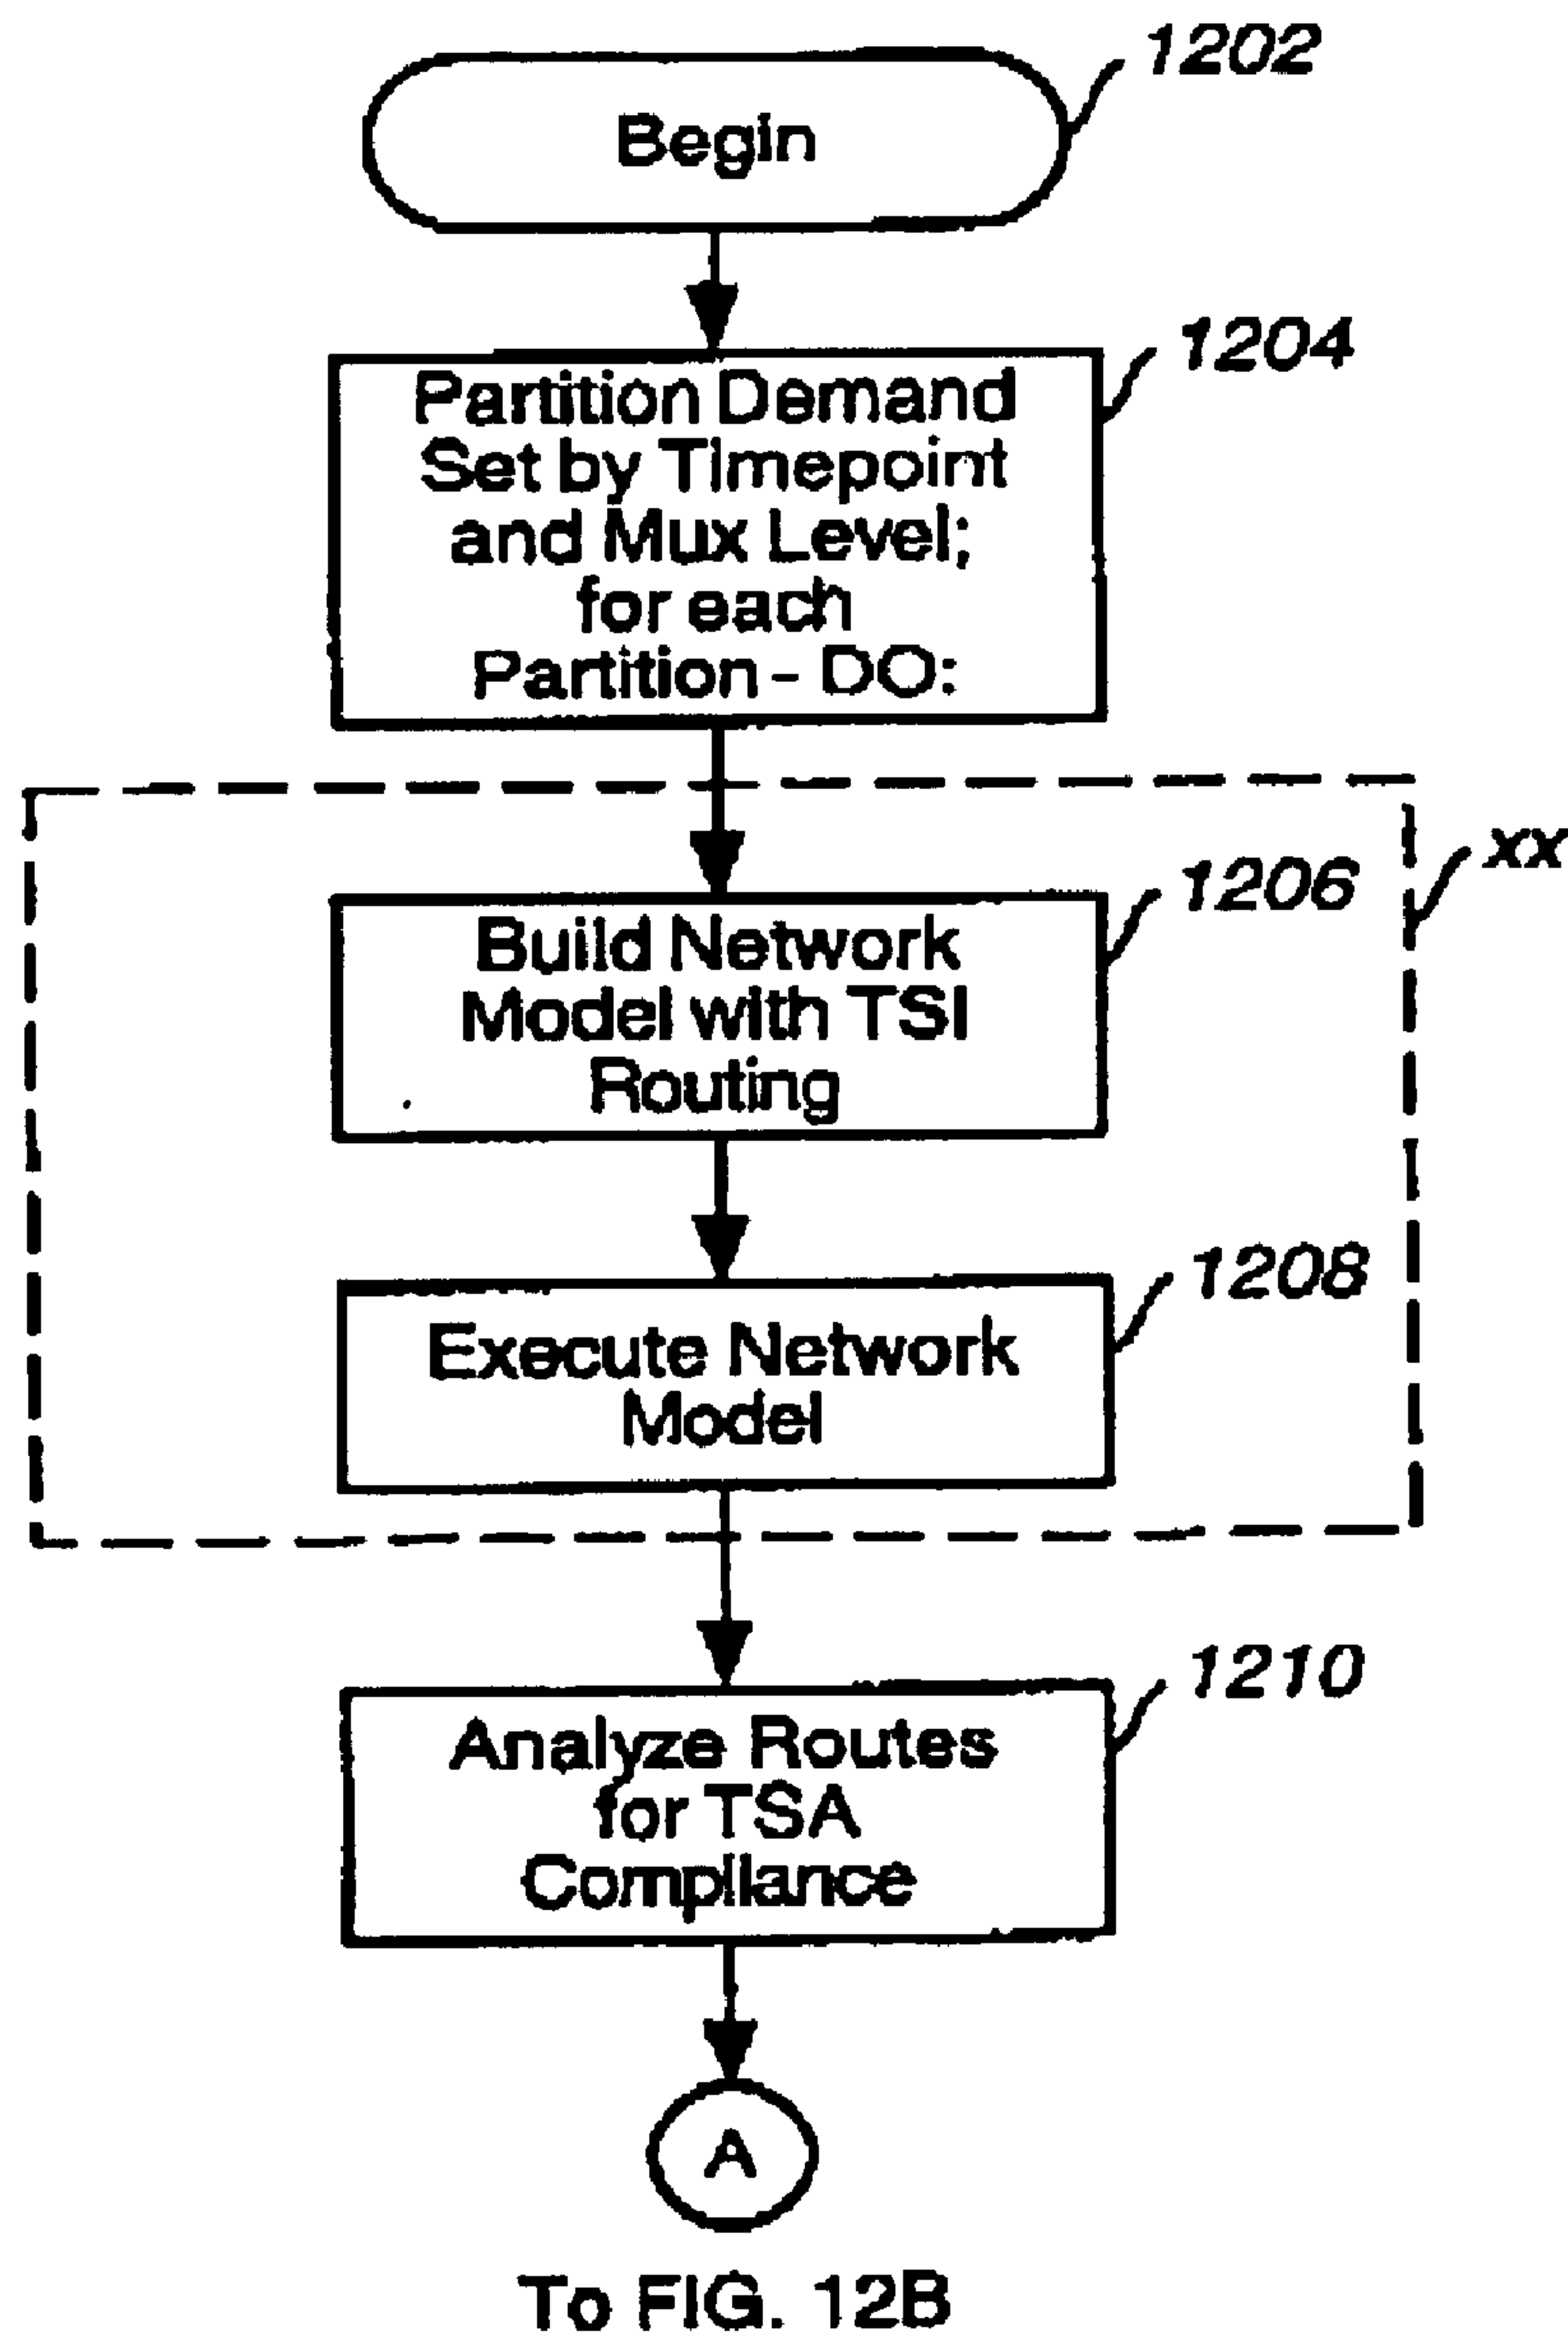 1202
Begin
1204
Partition Demand
Set by Timepoint
and Mux Level;
for each
Partition - DO:
xx
1206
Build Network
Model with TSI
Routing
1208
Execute Network
Model
1210
Analyze Routes
for TSA
Compliance
A
To FIG. 12B